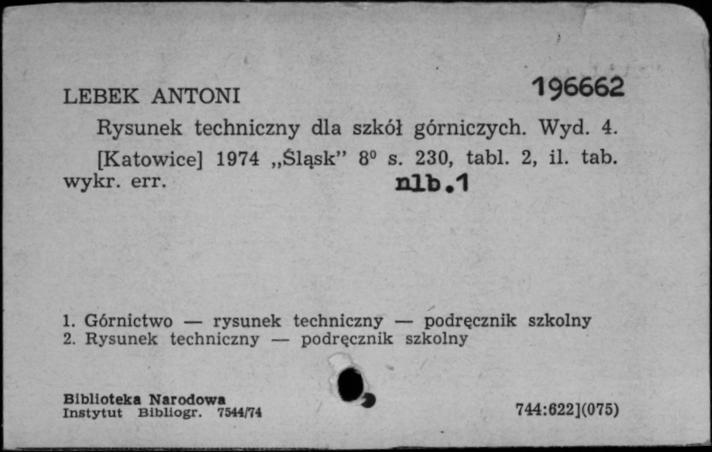 LEBEK ANTONI 196662
Rysunek techniczny dla szkół górniczych. Wyd. 4.
[Katowice] 1974 „Śląsk” 8⁰ s. 230, tabl. 2, il. tab.
wykr. err. nlb.1
1. Górnictwo — rysunek techniczny — podręcznik szkolny
2. Rysunek techniczny — podręcznik szkolny
Biblioteka Narodowa
Instytut Bibliogr. 7544/74 744:622](075)